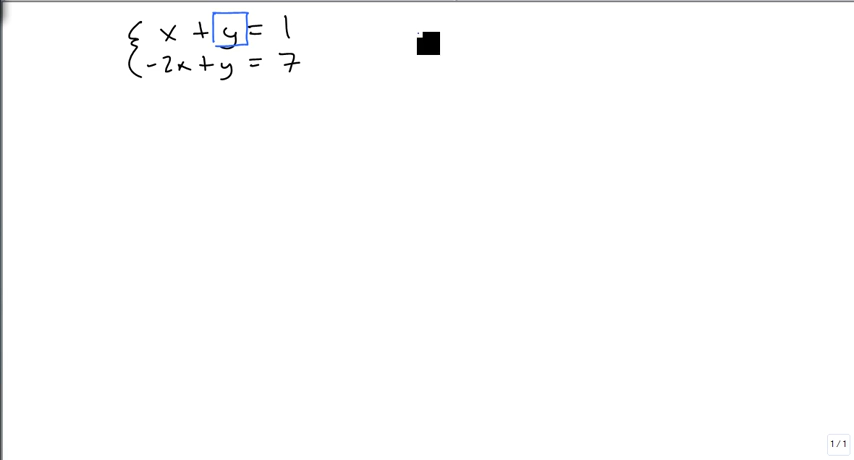 { x + y = 1
-2x + y = 7
1 / 1